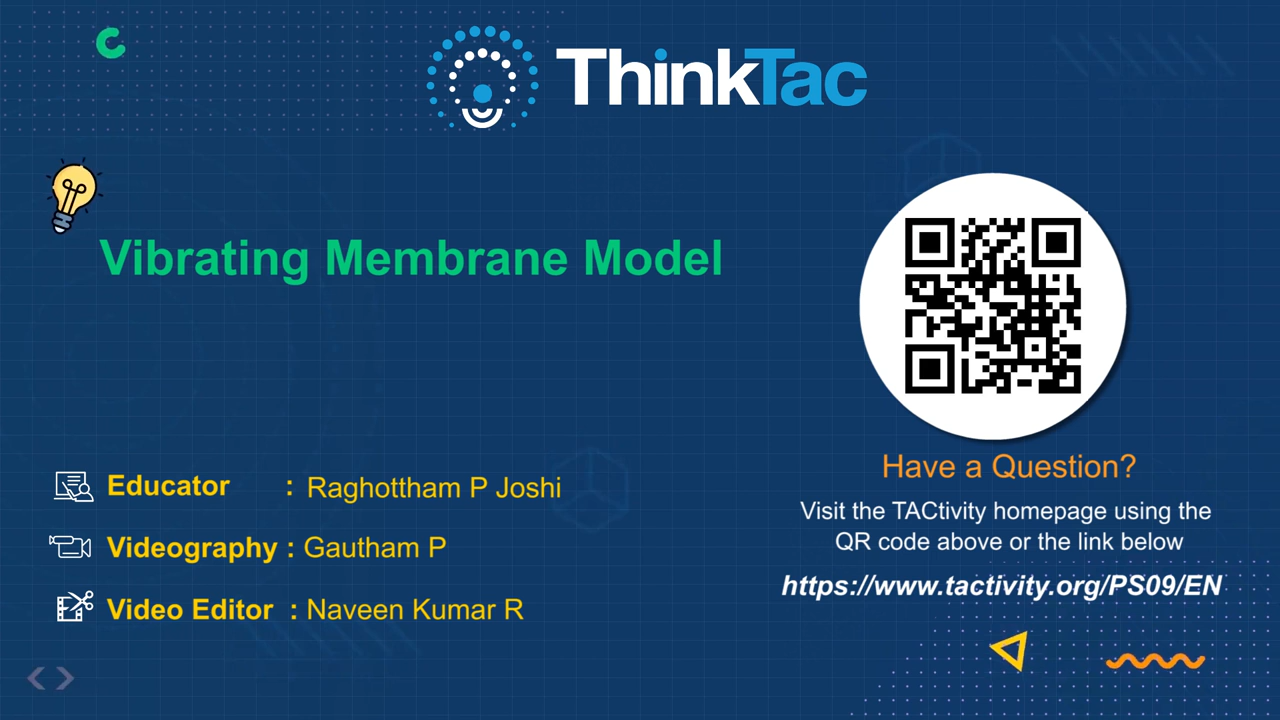 ThinkTac
Vibrating Membrane Model
Educator : Raghottham P Joshi
Videography : Gautham P
Video Editor : Naveen Kumar R
Have a Question?
Visit the TACtivity homepage using the
QR code above or the link below
https://www.tactivity.org/PS09/EN